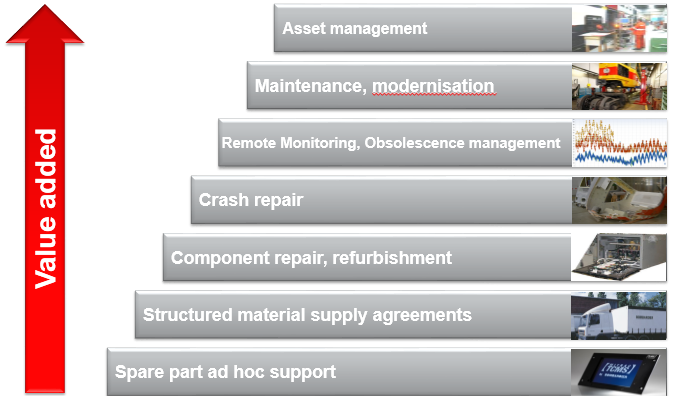 Asset management
Maintenance, modernisation
Remote Monitoring, Obsolescence management
Crash repair
Component repair, refurbishment
Structured material supply agreements
Spare part ad hoc support
Value added